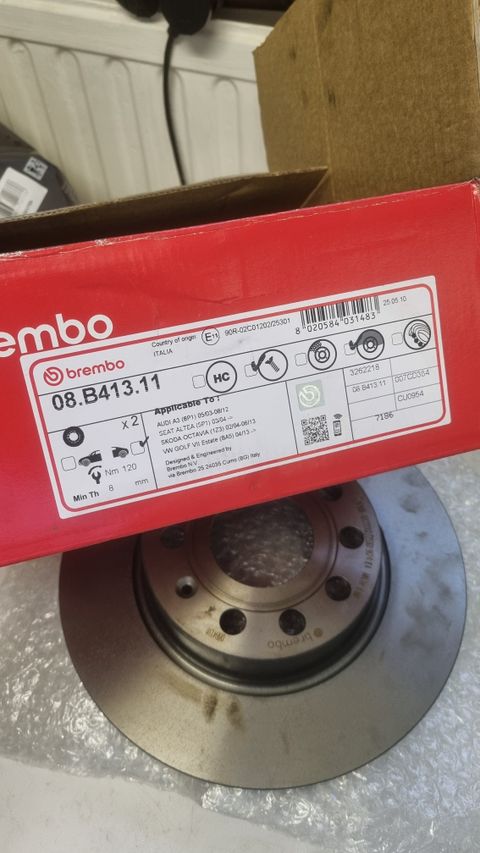 embo
brembo
Country of origin:
ITALIA
E11
90R-02C01202/25301
8 020584 031483
25 05 10
08.B413.11
HC
x 2
Applicable To :
AUDI A3 (8P1) 05/03-08/12
SEAT ALTEA (5P1) 03/04 ->
SKODA OCTAVIA (1Z3) 02/04-06/13
VW GOLF VII Estate (BA5) 04/13 ->
Designed & Engineered by
Brembo N.V.
via Brembo 25 24035 Curno (BG) Italy
Nm 120
Min Th 8 mm
3262218
08.B413.11
007CD354
CU0954
7186
brembo